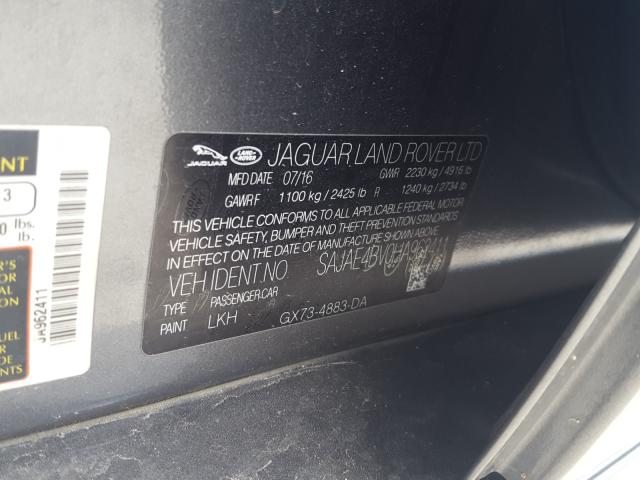 JAGUAR LAND-ROVER JAGUAR LAND ROVER LTD
MFD DATE 07/16 GWR 2230 kg / 4916 lb
GAWR F 1100 kg / 2425 lb R 1240 kg / 2734 lb
THIS VEHICLE CONFORMS TO ALL APPLICABLE FEDERAL MOTOR
VEHICLE SAFETY, BUMPER, AND THEFT PREVENTION STANDARDS
IN EFFECT ON THE DATE OF MANUFACTURE SHOWN ABOVE.
VEH.IDENT.NO.
TYPE PASSENGER CAR
PAINT LKH GX73-4883-DA
3
0 lbs.
lb.
JA962411